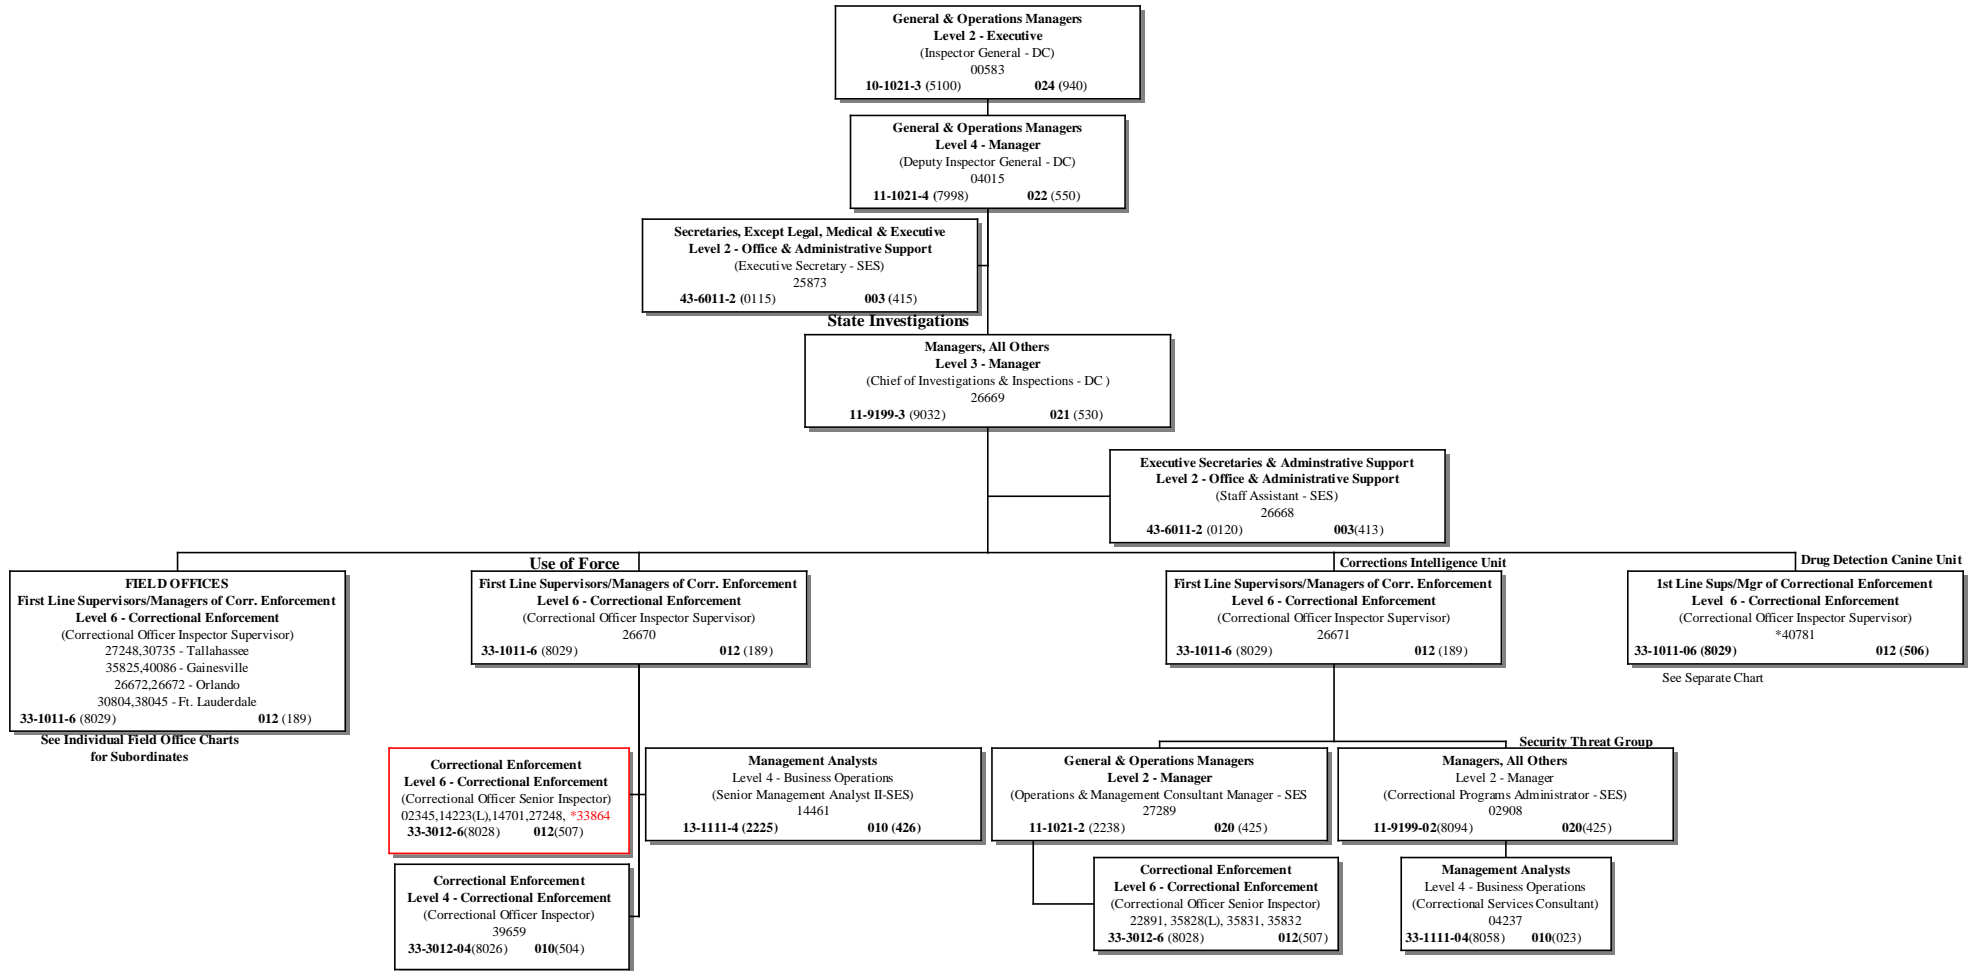 General & Operations Managers
Level 2 - Executive
(Inspector General - DC)
00583
10-1021-3 (5100) 024 (940)
General & Operations Managers
Level 4 - Manager
(Deputy Inspector General - DC)
04015
11-1021-4 (7998) 022 (550)
Secretaries, Except Legal, Medical & Executive
Level 2 - Office & Administrative Support
(Executive Secretary - SES)
25873
43-6011-2 (0115) 003 (415)
State Investigations
Managers, All Others
Level 3 - Manager
(Chief of Investigations & Inspections - DC )
26669
11-9199-3 (9032) 021 (530)
Executive Secretaries & Adminstrative Support
Level 2 - Office & Administrative Support
(Staff Assistant - SES)
26668
43-6011-2 (0120) 003(413)
FIELD OFFICES
First Line Supervisors/Managers of Corr. Enforcement
Level 6 - Correctional Enforcement
(Correctional Officer Inspector Supervisor)
27248,30735 - Tallahassee
35825,40086 - Gainesville
26672,26672 - Orlando
30804,38045 - Ft. Lauderdale
33-1011-6 (8029) 012 (189)
See Individual Field Office Charts
for Subordinates
Use of Force
First Line Supervisors/Managers of Corr. Enforcement
Level 6 - Correctional Enforcement
(Correctional Officer Inspector Supervisor)
26670
33-1011-6 (8029) 012 (189)
Corrections Intelligence Unit
First Line Supervisors/Managers of Corr. Enforcement
Level 6 - Correctional Enforcement
(Correctional Officer Inspector Supervisor)
26671
33-1011-6 (8029) 012 (189)
Drug Detection Canine Unit
1st Line Sups/Mgr of Correctional Enforcement
Level 6 - Correctional Enforcement
(Correctional Officer Inspector Supervisor)
*40781
33-1011-06 (8029) 012 (506)
See Separate Chart
Correctional Enforcement
Level 6 - Correctional Enforcement
(Correctional Officer Senior Inspector)
02345,14223(L),14701,27248, *33864
33-3012-6(8028) 012(507)
Management Analysts
Level 4 - Business Operations
(Senior Management Analyst II-SES)
14461
13-1111-4 (2225) 010 (426)
General & Operations Managers
Level 2 - Manager
(Operations & Management Consultant Manager - SES
27289
11-1021-2 (2238) 020 (425)
Security Threat Group
Managers, All Others
Level 2 - Manager
(Correctional Programs Administrator - SES)
02908
11-9199-02(8094) 020(425)
Correctional Enforcement
Level 4 - Correctional Enforcement
(Correctional Officer Inspector)
39659
33-3012-04(8026) 010(504)
Correctional Enforcement
Level 6 - Correctional Enforcement
(Correctional Officer Senior Inspector)
22891, 35828(L), 35831, 35832
33-3012-6 (8028) 012(507)
Management Analysts
Level 4 - Business Operations
(Correctional Services Consultant)
04237
33-1111-04(8058) 010(023)